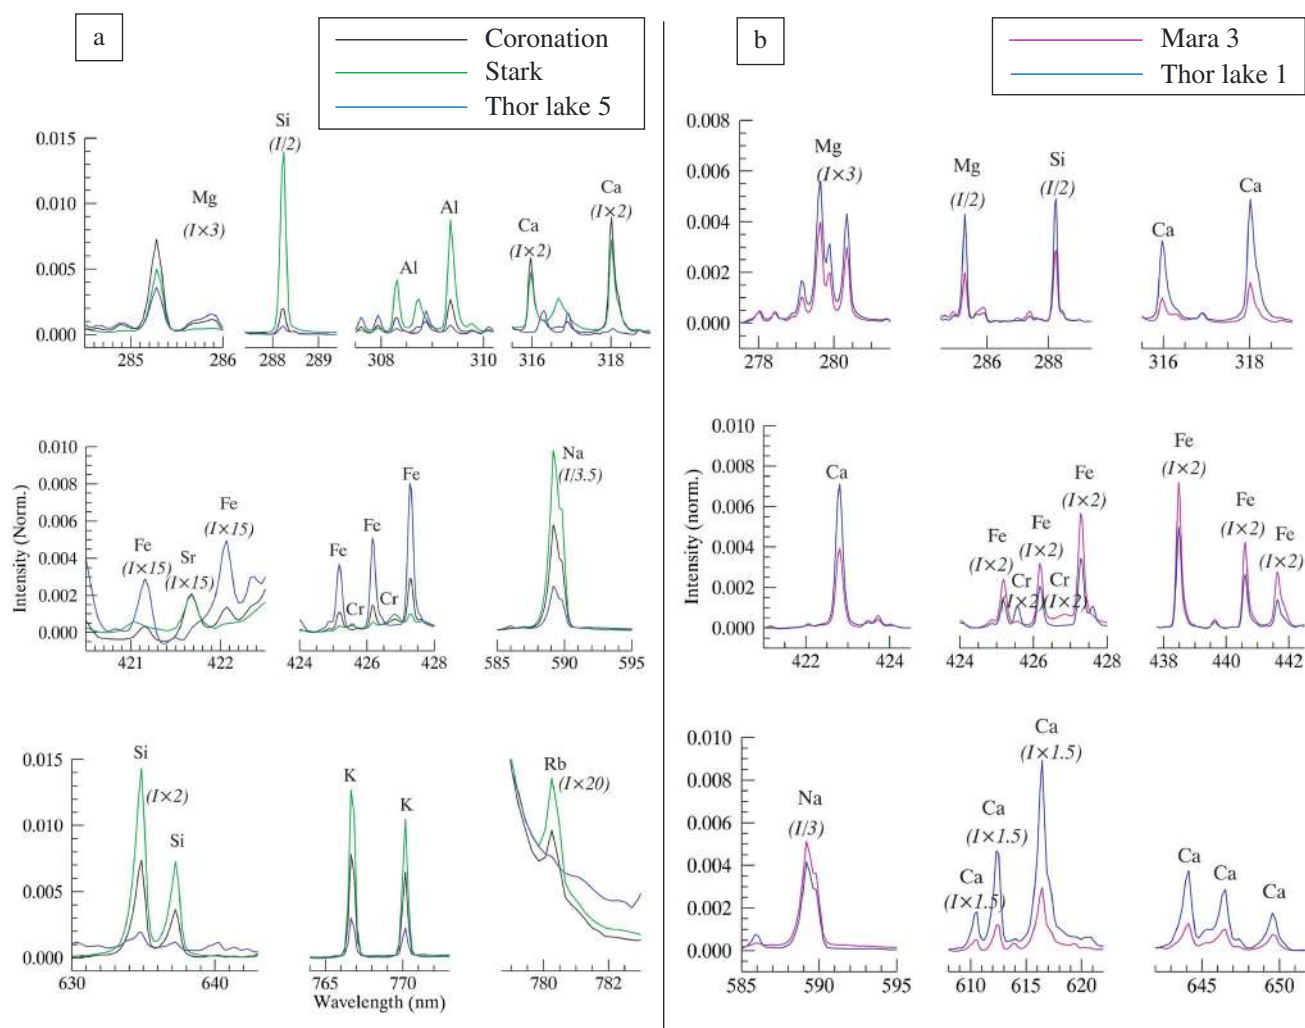 a
Coronation
Stark
Thor lake 5
b
Mara 3
Thor lake 1
0.015
0.010
0.005
0.000
Mg
(I×3)
Si
(I/2)
Al
Al
Ca
(I×2)
Ca
(I×2)
285 286 288 289 308 310 316 318
0.008
0.006
0.004
0.002
0.000
Mg
(I×3)
Mg
(I/2)
Si
(I/2)
Ca
Ca
278 280 286 288 316 318
Intensity (Norm.)
0.010
0.008
0.006
0.004
0.002
0.000
Fe
(I×15)
Sr
(I×15)
Fe
(I×15)
Fe
Cr
Fe
Cr
Fe
Na
(I/3.5)
421 422 424 426 428 585 590 595
Intensity (norm.)
0.010
0.008
0.006
0.004
0.002
0.000
Ca
Fe
(I×2)
Cr
(I×2)
Fe
(I×2)
Cr
(I×2)
Fe
(I×2)
Fe
(I×2)
Fe
(I×2)
Fe
(I×2)
422 424 424 426 428 438 440 442
0.015
0.010
0.005
0.000
Si
(I×2)
Si
K
K
Rb
(I×20)
630 640 765 770 780 782
Wavelength (nm)
0.010
0.008
0.006
0.004
0.002
0.000
Na
(I/3)
Ca
(I×1.5)
Ca
(I×1.5)
Ca
(I×1.5)
Ca
Ca
Ca
585 590 595 610 615 620 645 650